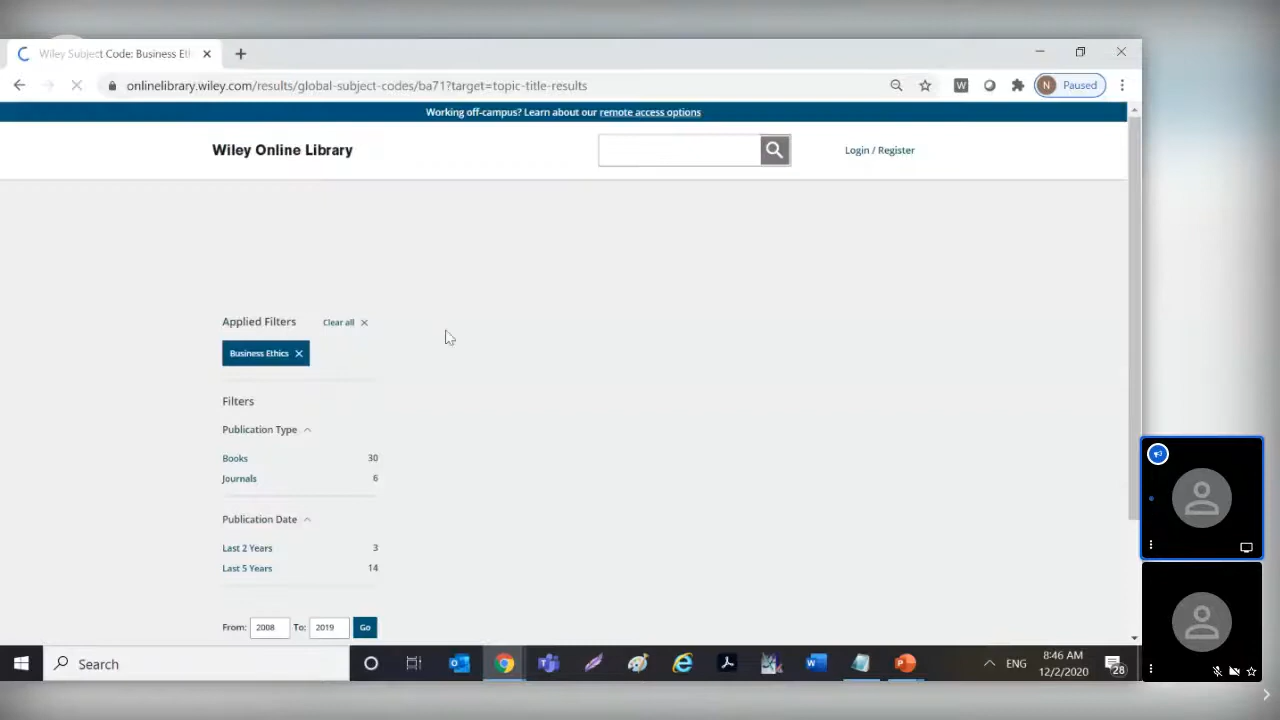 Wiley Subject Code: Business Eth
onlinelibrary.wiley.com/results/global-subject-codes/ba71?target=topic-title-results
W
N Paused
Working off-campus? Learn about our remote access options
Wiley Online Library
Login / Register
Applied Filters Clear all
Business Ethics
Filters
Publication Type
Books 30
Journals 6
Publication Date
Last 2 Years 3
Last 5 Years 14
From: 2008 To: 2019 Go
Search
ENG
8:46 AM
12/2/2020
28